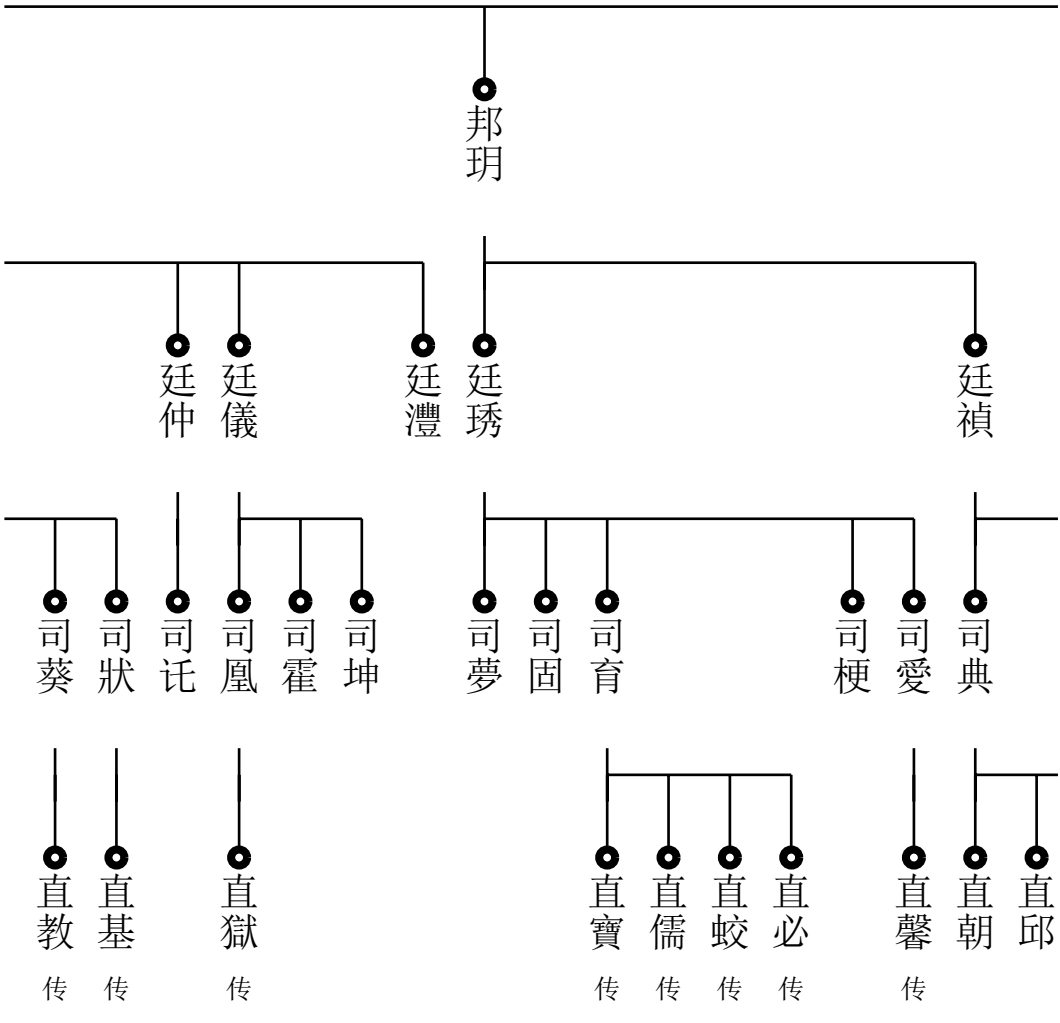 邦玥
廷仲
廷儀
廷灃
廷琇
廷禎
司葵
司狀
司讬
司凰
司霍
司坤
司夢
司固
司育
司梗
司愛
司典
直教
传
直基
传
直獄
传
直寶
传
直儒
传
直蛟
传
直必
传
直馨
传
直朝
直邱